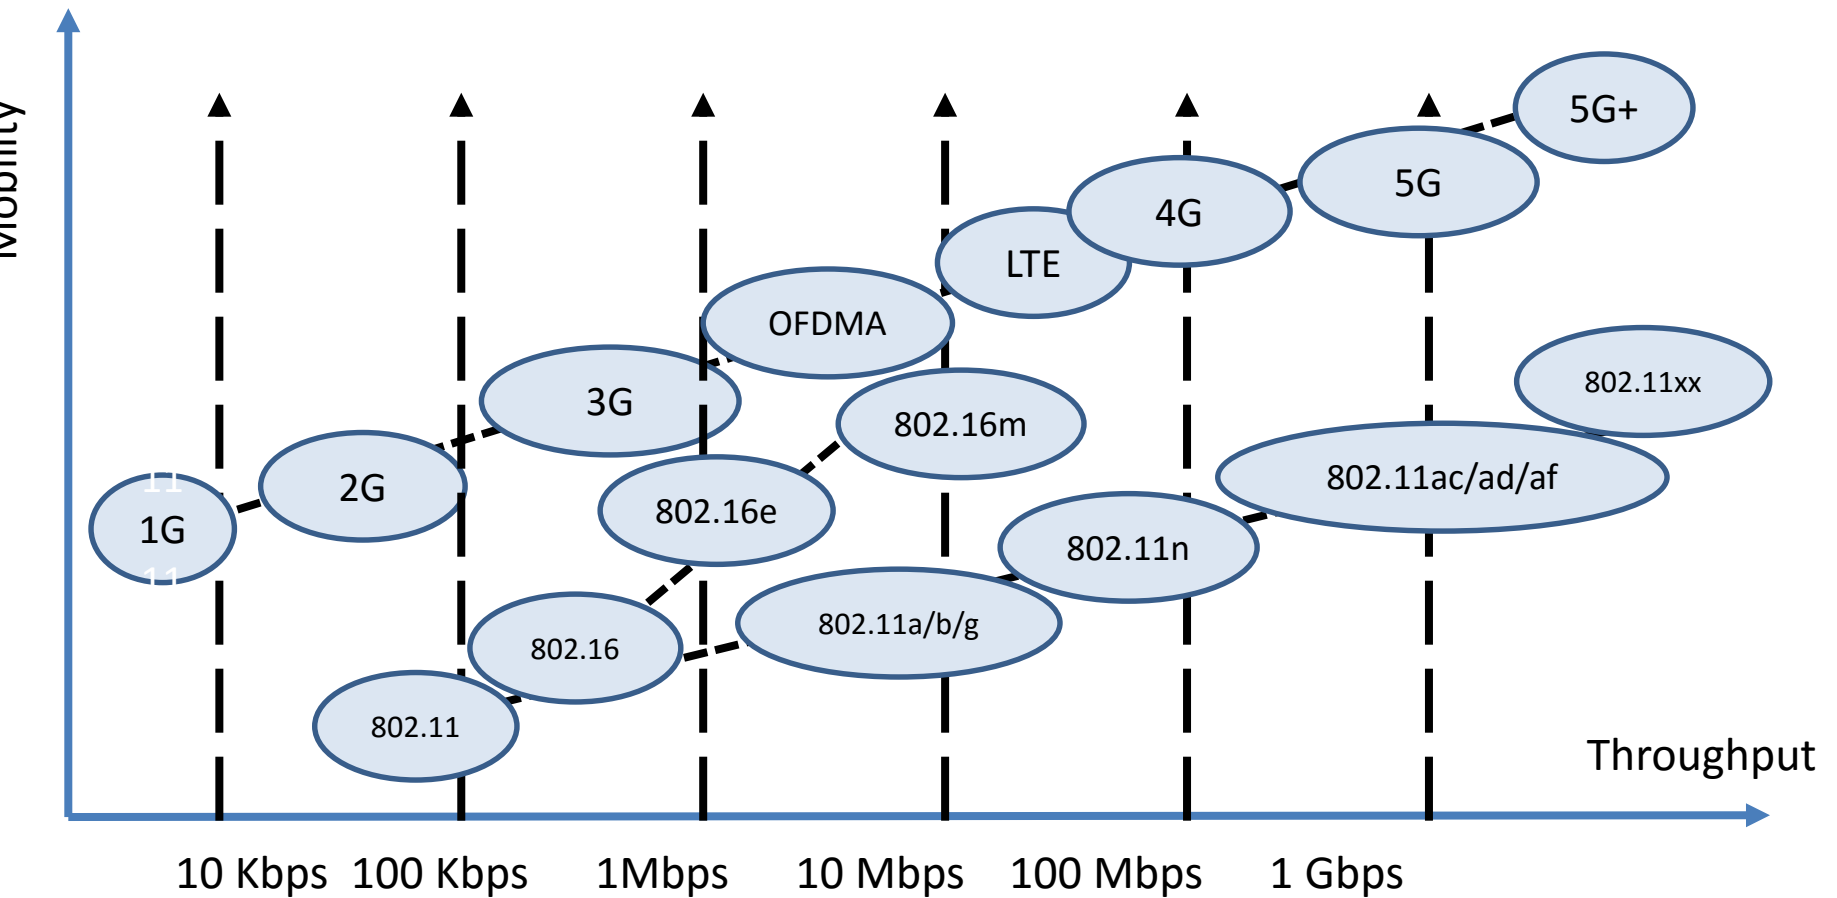 Mobility
5G+
5G
4G
LTE
OFDMA
3G
802.11xx
802.16m
802.11ac/ad/af
2G
802.16e
11
1G
11
802.11n
802.11a/b/g
802.16
802.11
Throughput
10 Kbps 100 Kbps 1Mbps 10 Mbps 100 Mbps 1 Gbps